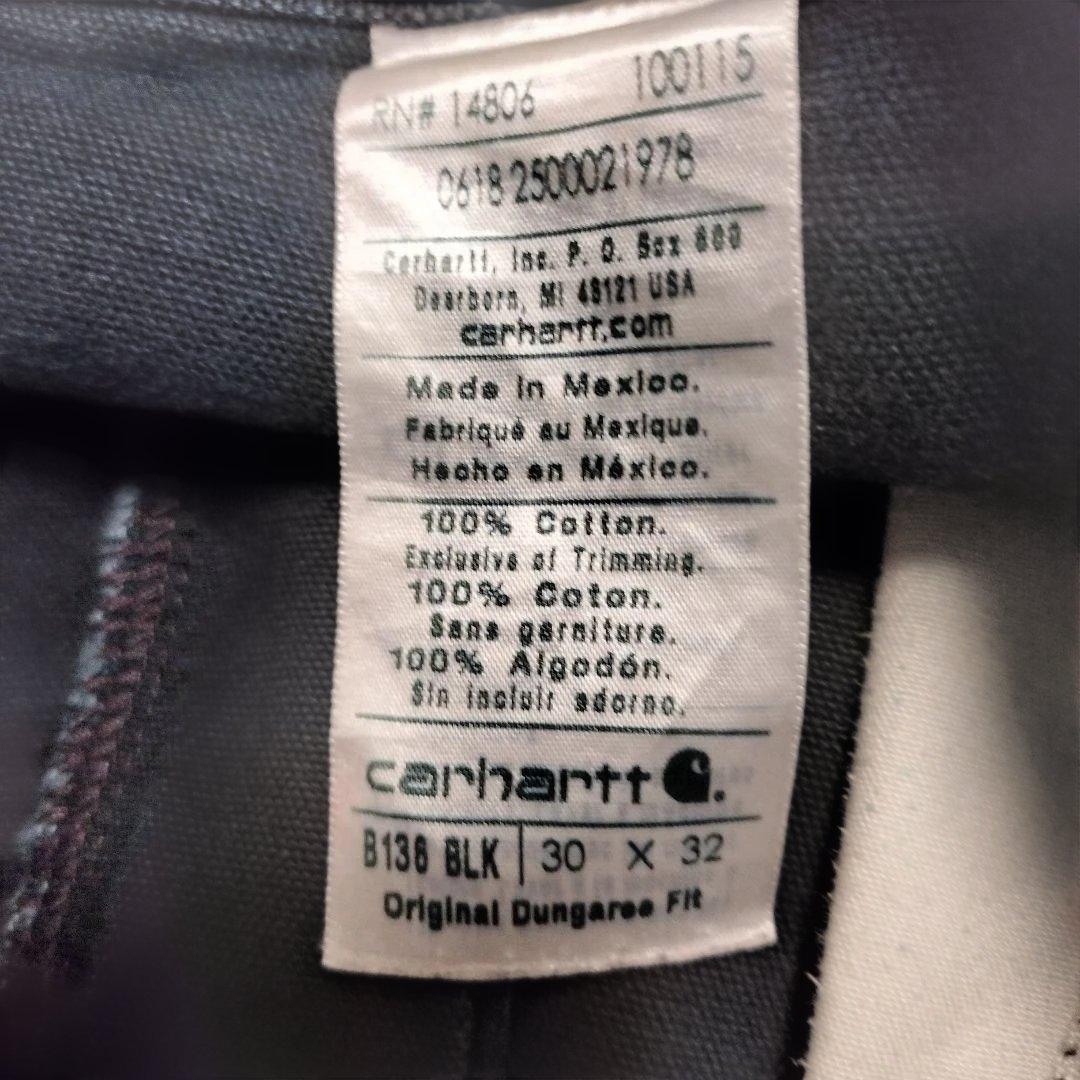 RN# 14806 100115
0618 2500021978
Carhartt, Inc. P. O. Box 600
Dearborn, MI 48121 USA
carhartt.com
Made in Mexico.
Fabriqué au Mexique.
Hecho en México.
100% Cotton.
Exclusive of Trimming.
100% Coton.
Sans garniture.
100% Algodón.
Sin incluir adorno.
carhartt
B136 BLK | 30 X 32
Original Dungaree Fit